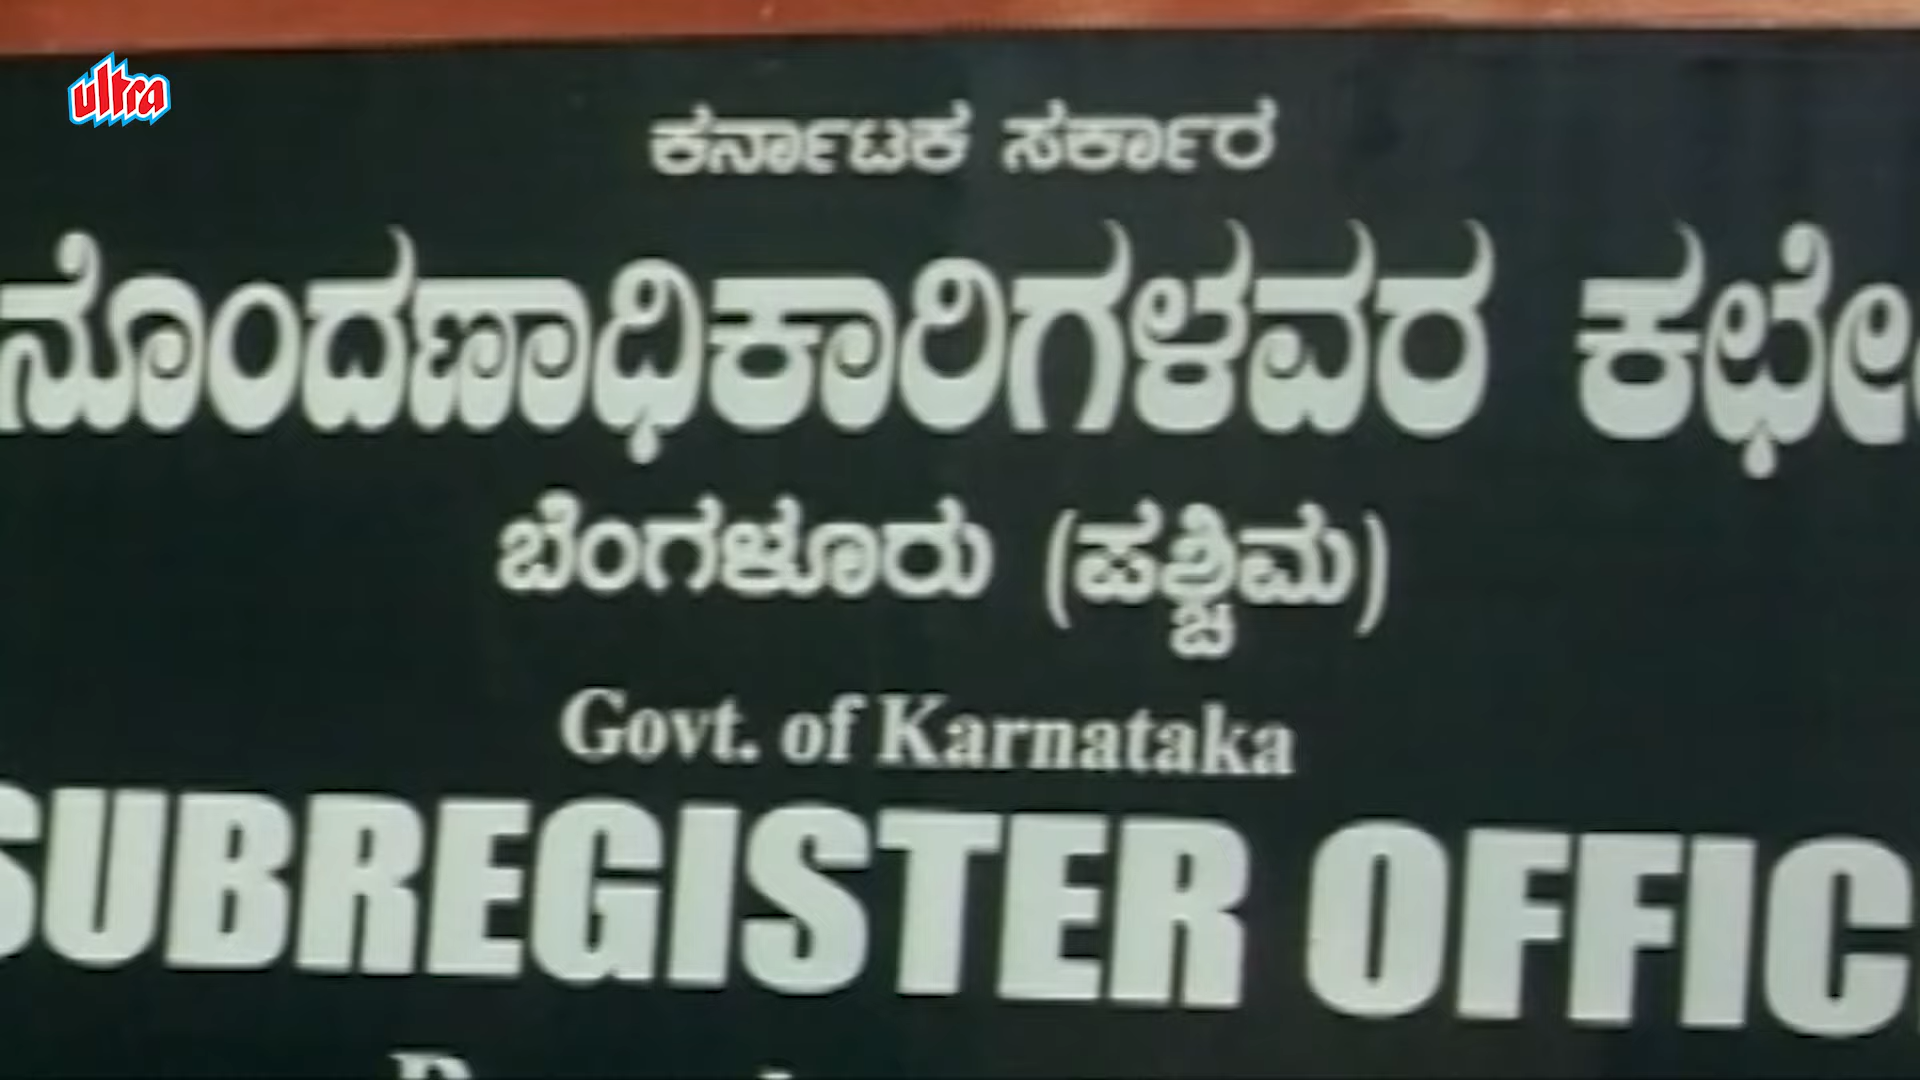 ultra
ಕರ್ನಾಟಕ ಸರ್ಕಾರ
ನೊಂದಣಾಧಿಕಾರಿಗಳವರ ಕಛೇ
ಬೆಂಗಳೂರು (ಪಶ್ಚಿಮ)
Govt. of Karnataka
SUBREGISTER OFFIC